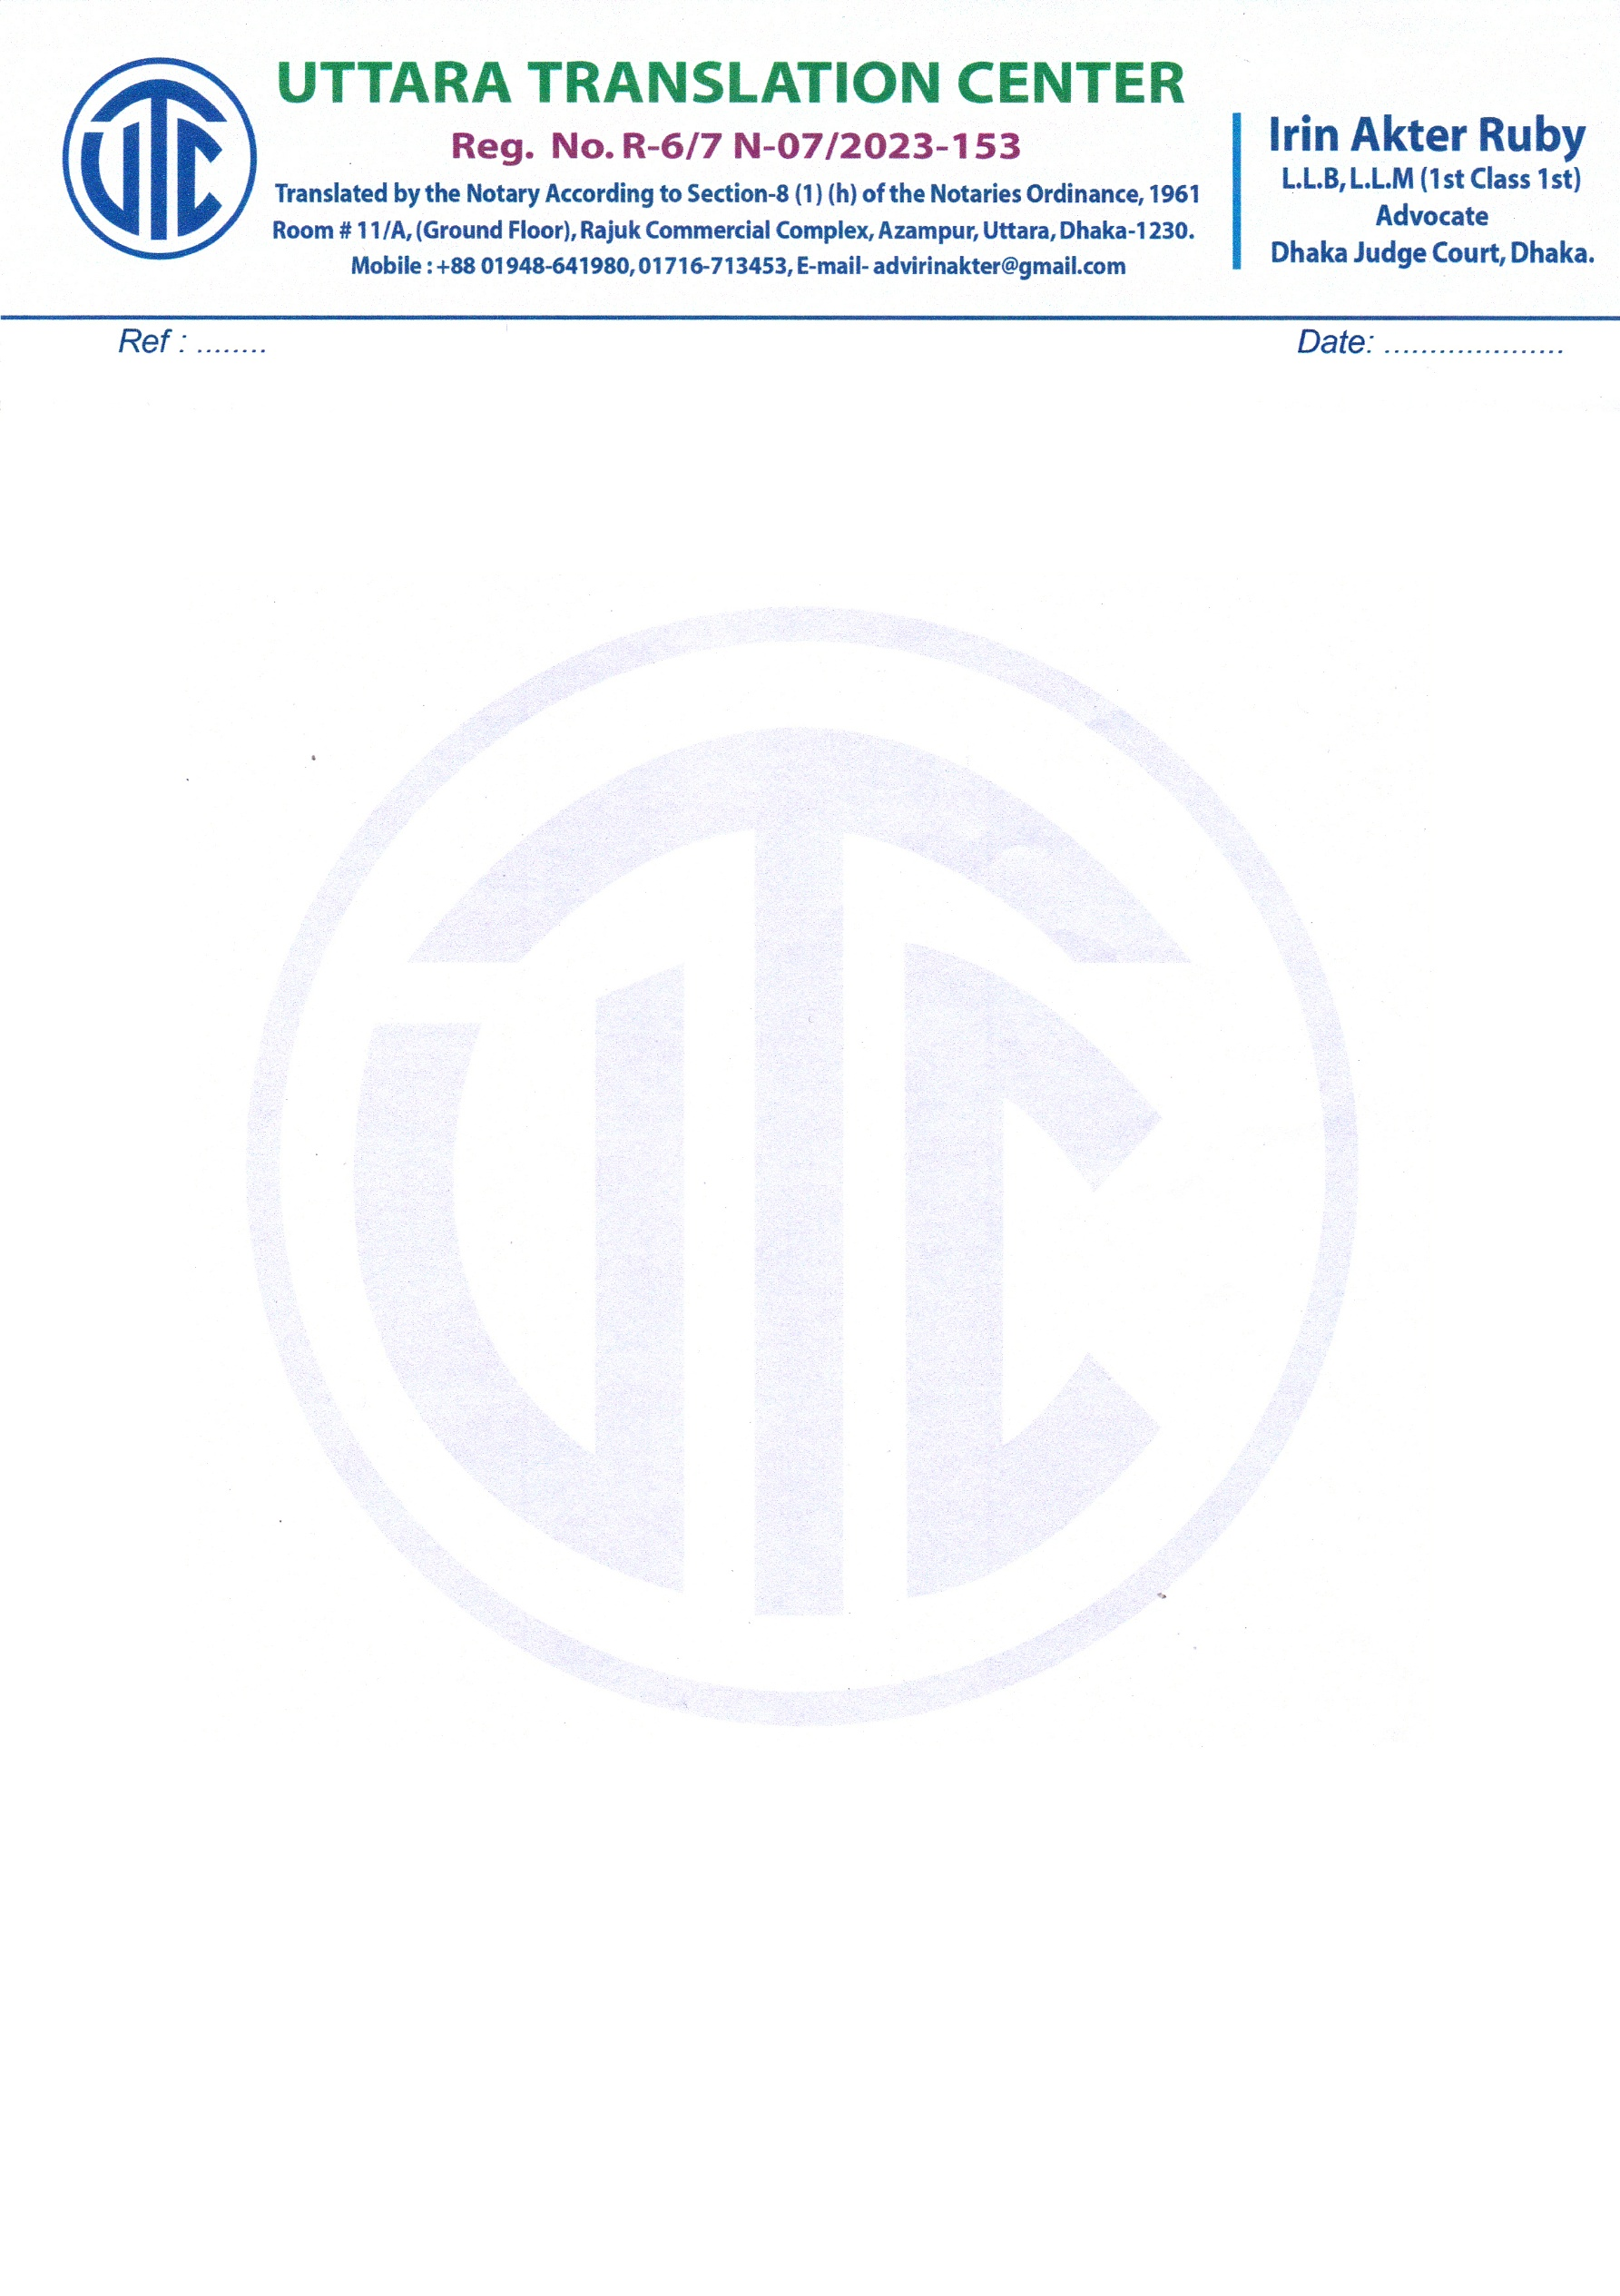 UTC
UTTARA TRANSLATION CENTER
Reg. No. R-6/7 N-07/2023-153
Translated by the Notary According to Section-8 (1) (h) of the Notaries Ordinance, 1961
Room # 11/A, (Ground Floor), Rajuk Commercial Complex, Azampur, Uttara, Dhaka-1230.
Mobile : +88 01948-641980, 01716-713453, E-mail- advirinakter@gmail.com
Irin Akter Ruby
L.L.B, L.L.M (1st Class 1st)
Advocate
Dhaka Judge Court, Dhaka.
Ref : ........
Date: ....................
UTC